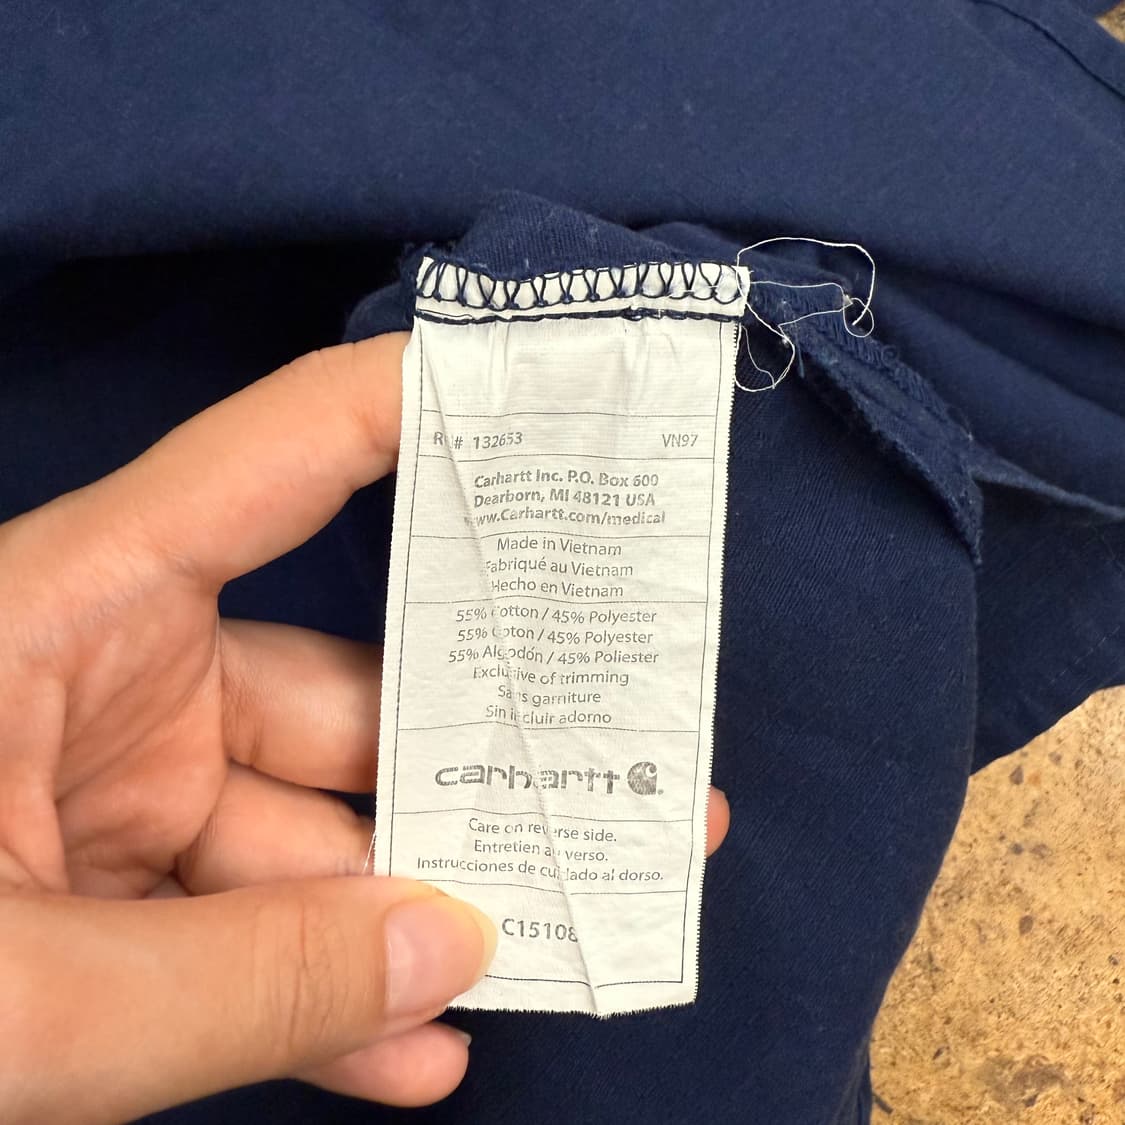 R # 132653 VN97
Carhartt Inc. P.O. Box 600
Dearborn, MI 48121 USA
www.Carhartt.com/medical
Made in Vietnam
Fabriqué au Vietnam
Hecho en Vietnam
55% Cotton / 45% Polyester
55% Coton / 45% Polyester
55% Algodón / 45% Poliester
Exclusive of trimming
Sans garniture
Sin incluir adorno
carhartt
Care on reverse side.
Entretien au verso.
Instrucciones de cuidado al dorso.
C15108